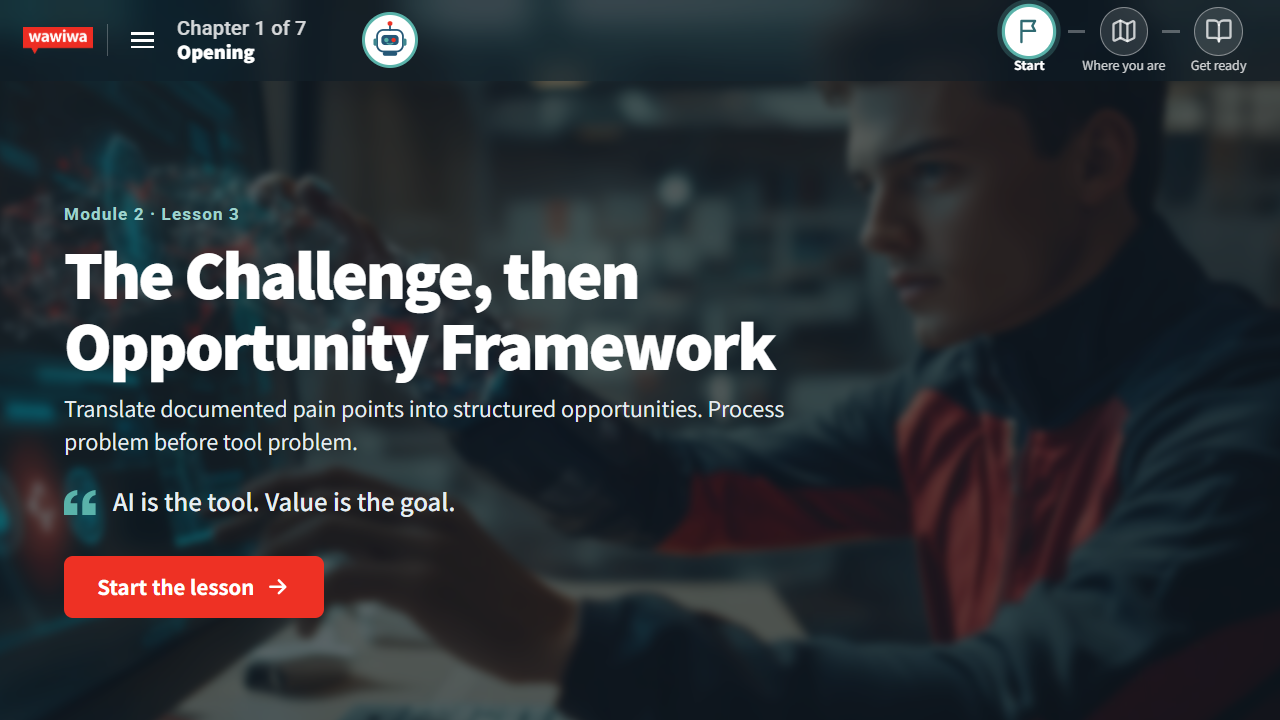 wawiwa
Chapter 1 of 7
Opening
Start
Where you are
Get ready
Module 2 · Lesson 3
The Challenge, then
Opportunity Framework
Translate documented pain points into structured opportunities. Process
problem before tool problem.
AI is the tool. Value is the goal.
Start the lesson